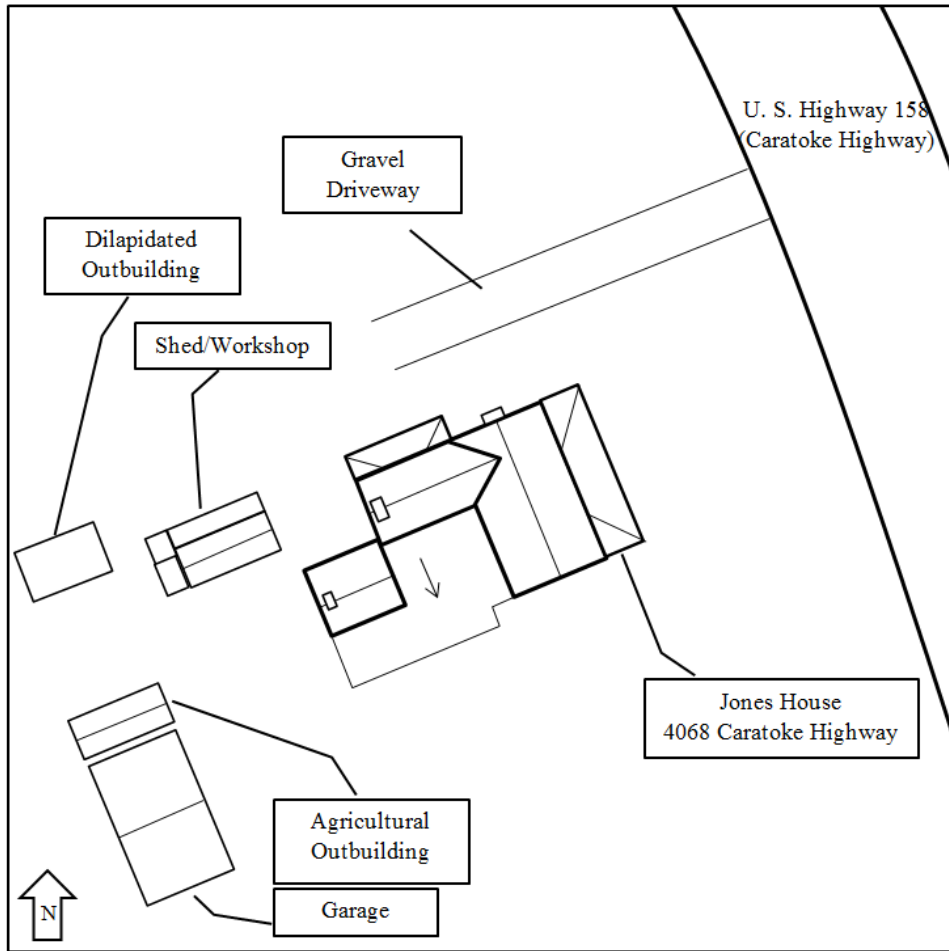 U. S. Highway 158
(Caratoke Highway)
Gravel
Driveway
Dilapidated
Outbuilding
Shed/Workshop
Jones House
4068 Caratoke Highway
Agricultural
Outbuilding
Garage
N